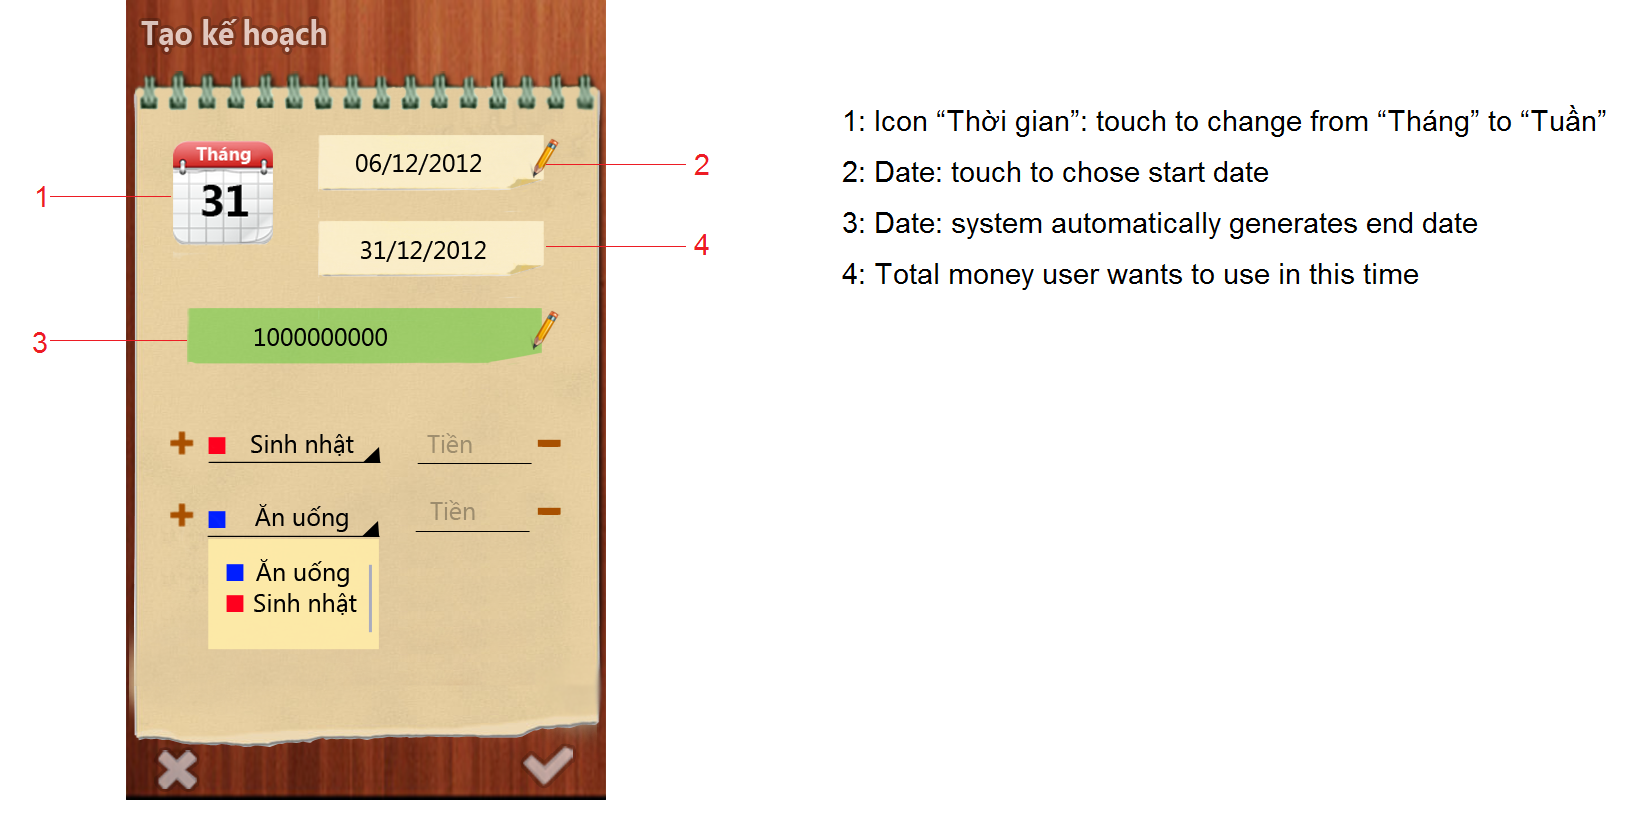 Tạo kế hoạch
Tháng
31
06/12/2012
31/12/2012
1000000000
Sinh nhật
Tiền
Ăn uống
Tiền
Ăn uống
Sinh nhật
1
2
4
3
1: Icon “Thời gian”: touch to change from “Tháng” to “Tuần”
2: Date: touch to chose start date
3: Date: system automatically generates end date
4: Total money user wants to use in this time